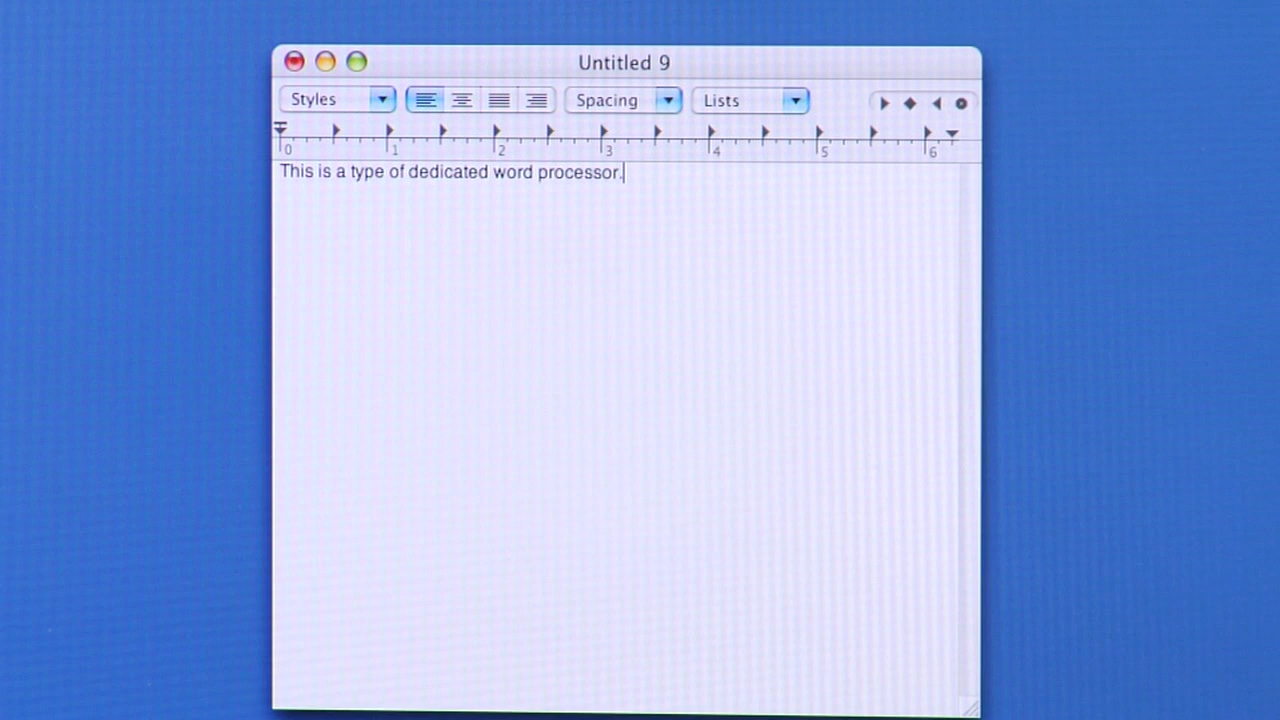 Untitled 9
Styles Spacing Lists
0 1 2 3 4 5 6
This is a type of dedicated word processor.